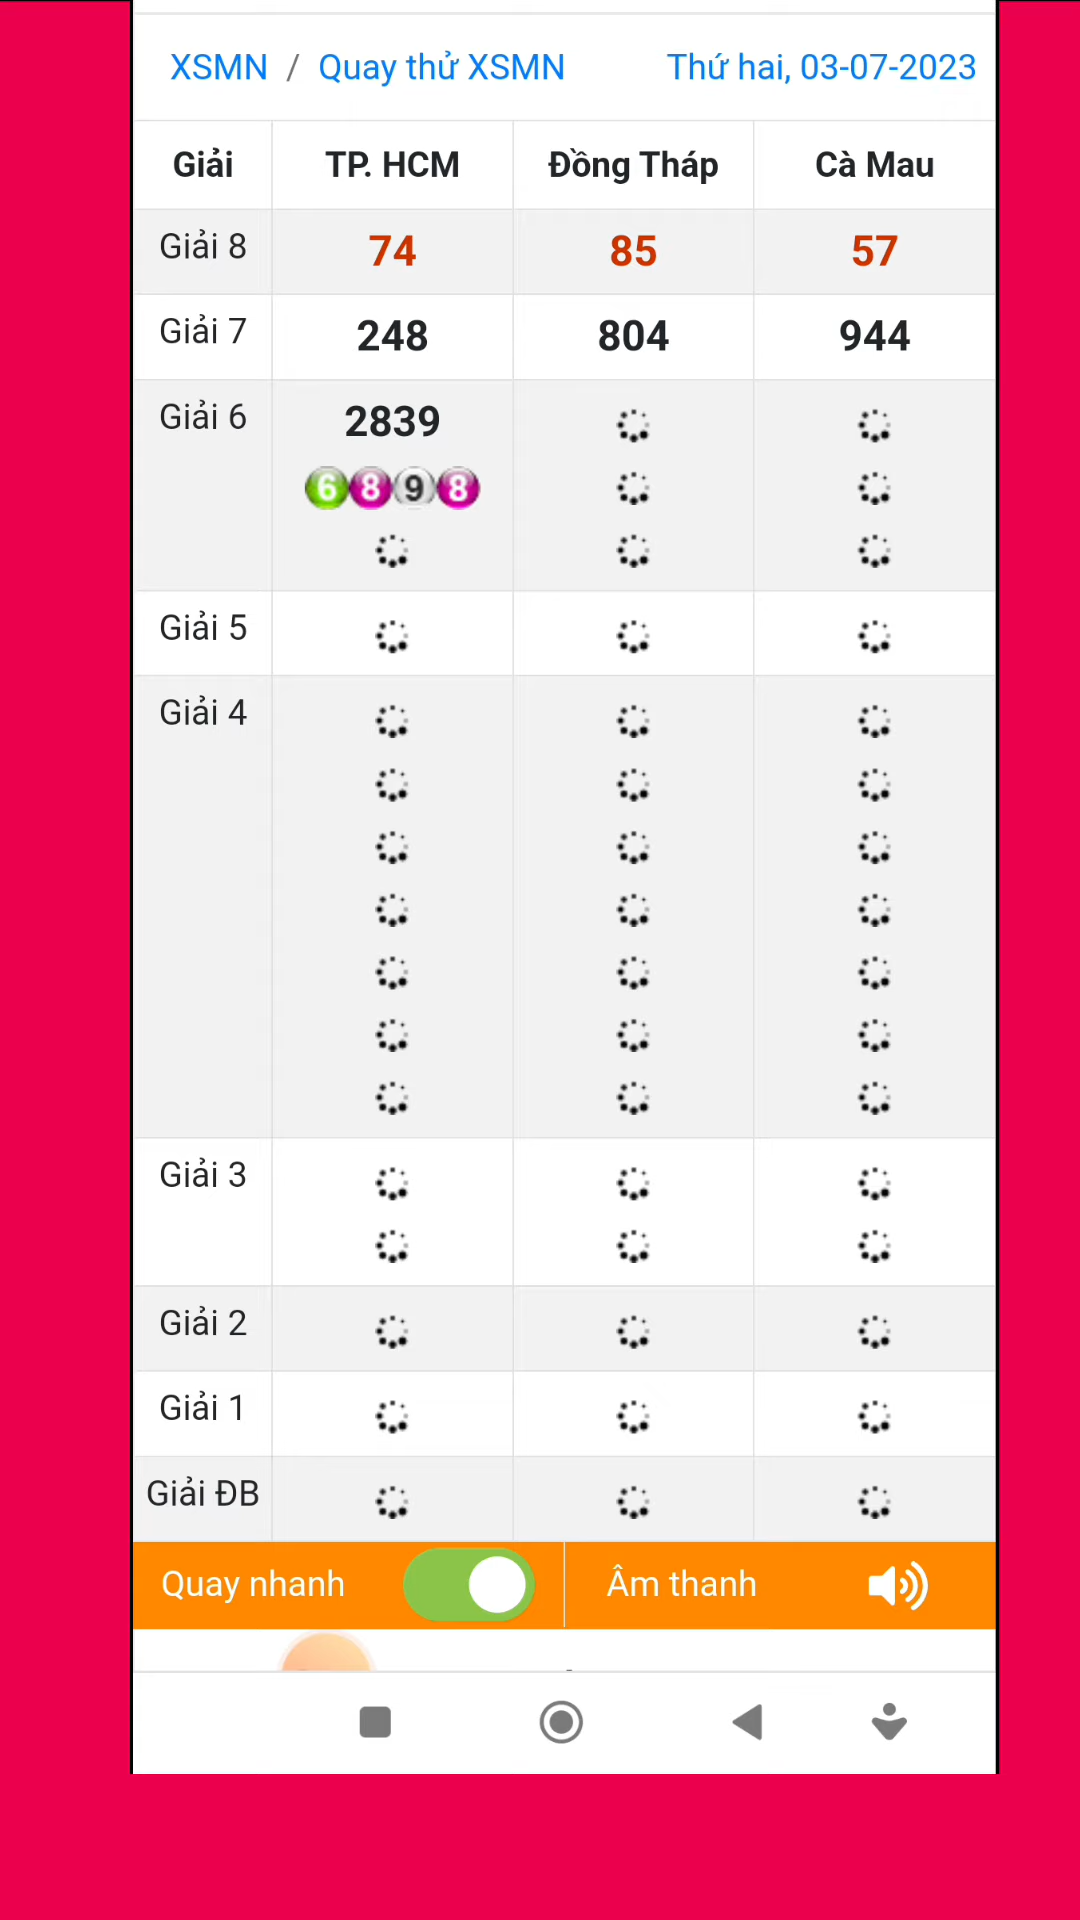 XSMN / Quay thử XSMN Thứ hai, 03-07-2023
Giải TP. HCM Đồng Tháp Cà Mau
Giải 8 74 85 57
Giải 7 248 804 944
Giải 6 2839
6898
Giải 5
Giải 4
Giải 3
Giải 2
Giải 1
Giải ĐB
Quay nhanh Âm thanh